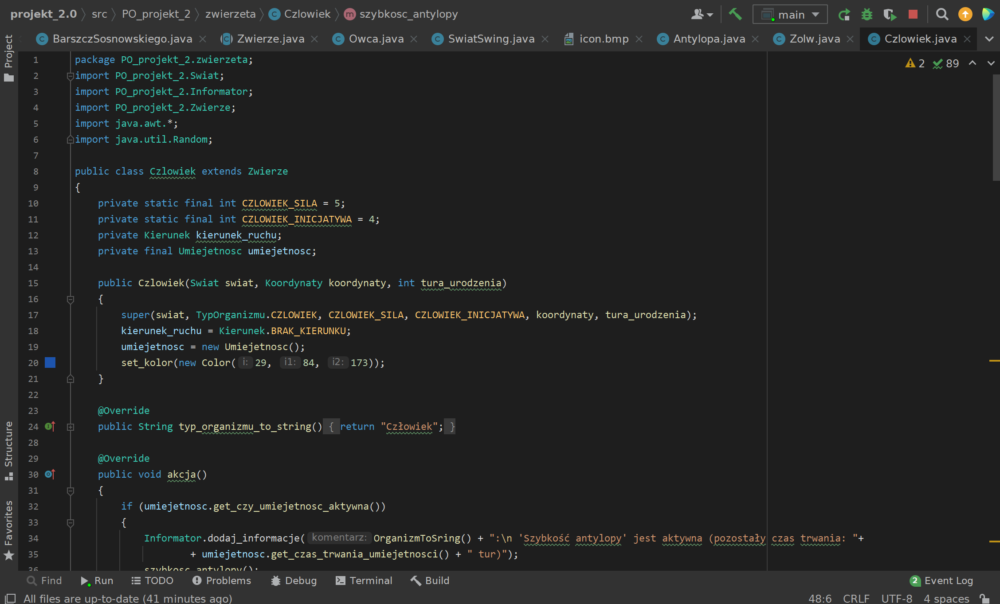 projekt_2.0 src PO_projekt_2 zwierzeta C Czlowiek m szybkosc_antylopy main
C BarszczSosnowskiego.java C Zwierze.java C Owca.java C SwiatSwing.java icon.bmp C Antylopa.java C Zolw.java C Czlowiek.java
Project
Structure
Favorites
2 89
1 package PO_projekt_2.zwierzeta;
2 import PO_projekt_2.Swiat;
3 import PO_projekt_2.Informator;
4 import PO_projekt_2.Zwierze;
5 import java.awt.*;
6 import java.util.Random;
7
8 public class Czlowiek extends Zwierze
9 {
10 private static final int CZLOWIEK_SILA = 5;
11 private static final int CZLOWIEK_INICJATYWA = 4;
12 private Kierunek kierunek_ruchu;
13 private final Umiejetnosc umiejetnosc;
14
15 public Czlowiek(Swiat swiat, Koordynaty koordynaty, int tura_urodzenia)
16 {
17 super(swiat, TypOrganizmu.CZLOWIEK, CZLOWIEK_SILA, CZLOWIEK_INICJATYWA, koordynaty, tura_urodzenia);
18 kierunek_ruchu = Kierunek.BRAK_KIERUNKU;
19 umiejetnosc = new Umiejetnosc();
20 set_kolor(new Color( i: 29, i1: 84, i2: 173));
21 }
22
23 @Override
24 public String typ_organizmu_to_string() { return "Człowiek"; }
28
29 @Override
30 public void akcja()
31 {
32 if (umiejetnosc.get_czy_umiejetnosc_aktywna())
33 {
34 Informator.dodaj_informacje( komentarz: OrganizmToSring() + ":\n 'Szybkość antylopy' jest aktywna (pozostały czas trwania: "+
35 + umiejetnosc.get_czas_trwania_umiejetnosci() + " tur)");
36 szybkosc_antylopy();
Find Run TODO Problems Debug Terminal Build 2 Event Log
All files are up-to-date (41 minutes ago) 48:6 CRLF UTF-8 4 spaces